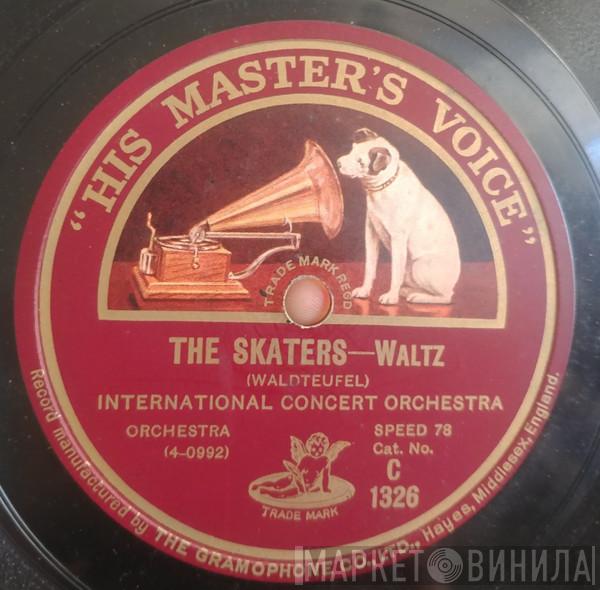 "HIS MASTER'S VOICE"
TRADE MARK REGD
THE SKATERS—WALTZ
(WALDTEUFEL)
INTERNATIONAL CONCERT ORCHESTRA
ORCHESTRA
(4-0992)
SPEED 78
Cat. No.
C
1326
TRADE MARK
Record manufactured by THE GRAMOPHONE CO., LTD., Hayes, Middlesex, England.
МАРКЕТ ВИНИЛА